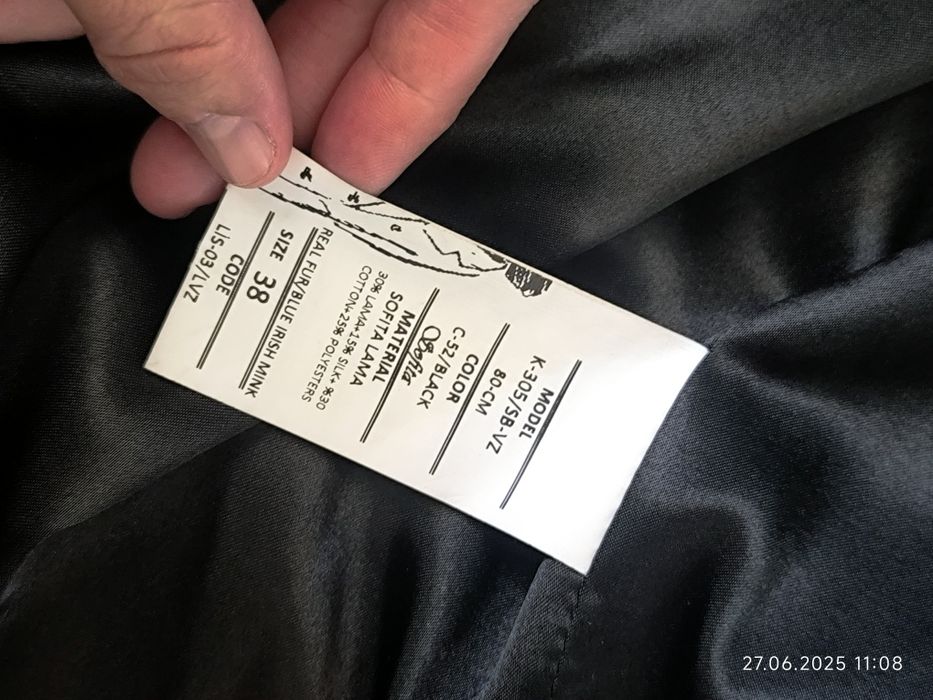 MODEL
K-305/SB-VZ
80-CM
COLOR
C-52/BLACK
Sofita
MATERIAL
SOFITA LAMA
30% LAMA+15% SILK+%30
COTTON+25% POLYESTERS
REAL FUR/BLUE IRISH MINK
SIZE 38
CODE
LIS-03/LVZ
27.06.2025 11:08